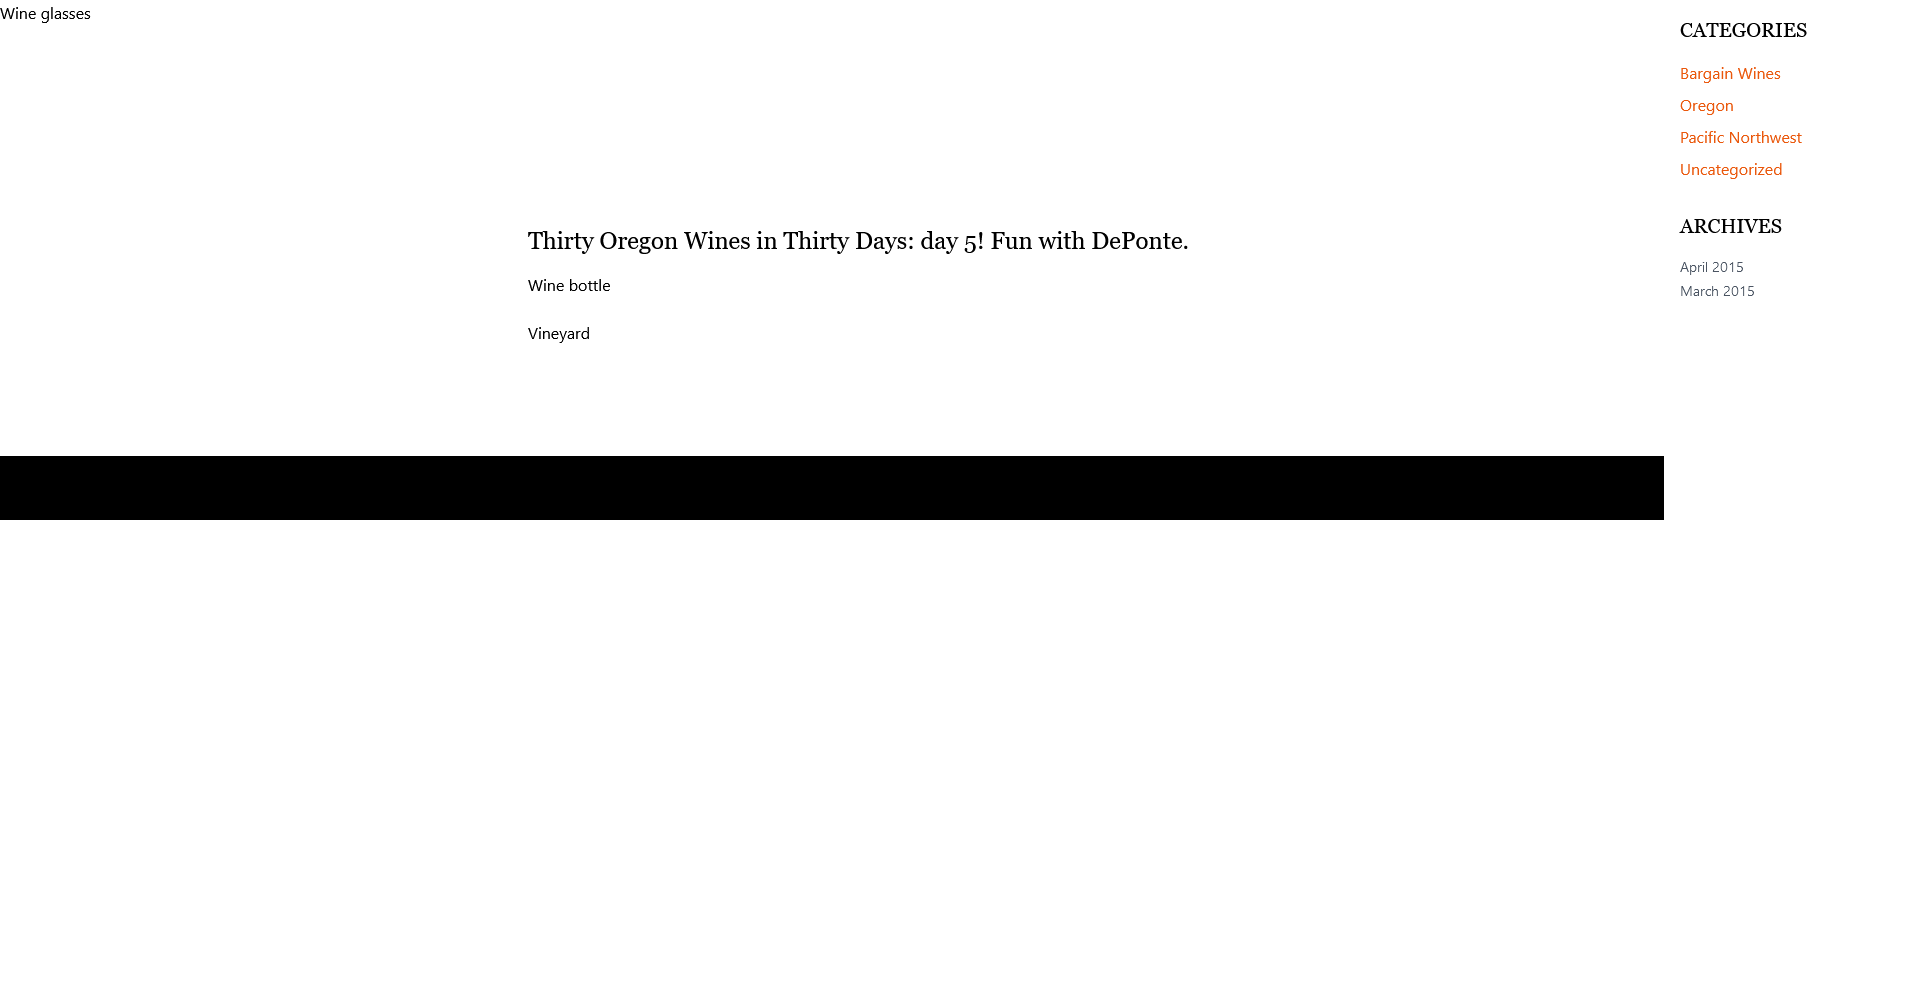 Wine glasses
Thirty Oregon Wines in Thirty Days: day 5! Fun with DePonte.
Wine bottle
Vineyard
CATEGORIES
Bargain Wines
Oregon
Pacific Northwest
Uncategorized
ARCHIVES
April 2015
March 2015